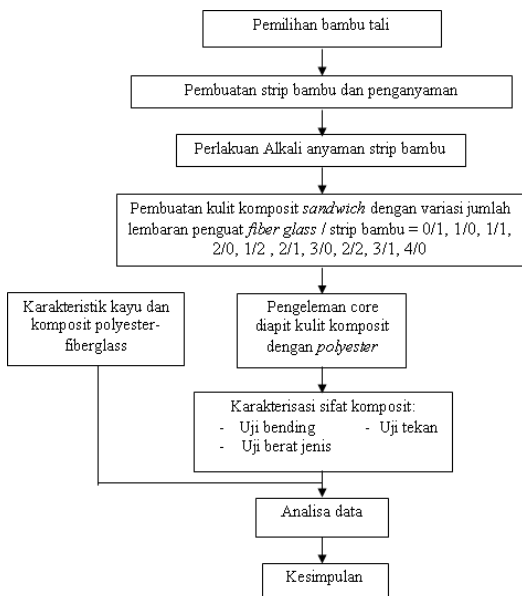 Pemilihan bambu tali
Pembuatan strip bambu dan penganyaman
Perlakuan Alkali anyaman strip bambu
Pembuatan kulit komposit sandwich dengan variasi jumlah
lembaran penguat fiber glass / strip bambu = 0/1, 1/0, 1/1,
2/0, 1/2 , 2/1, 3/0, 2/2, 3/1, 4/0
Karakteristik kayu dan
komposit polyester-
fiberglass
Pengeleman core
diapit kulit komposit
dengan polyester
Karakterisasi sifat komposit:
- Uji bending - Uji tekan
- Uji berat jenis
Analisa data
Kesimpulan